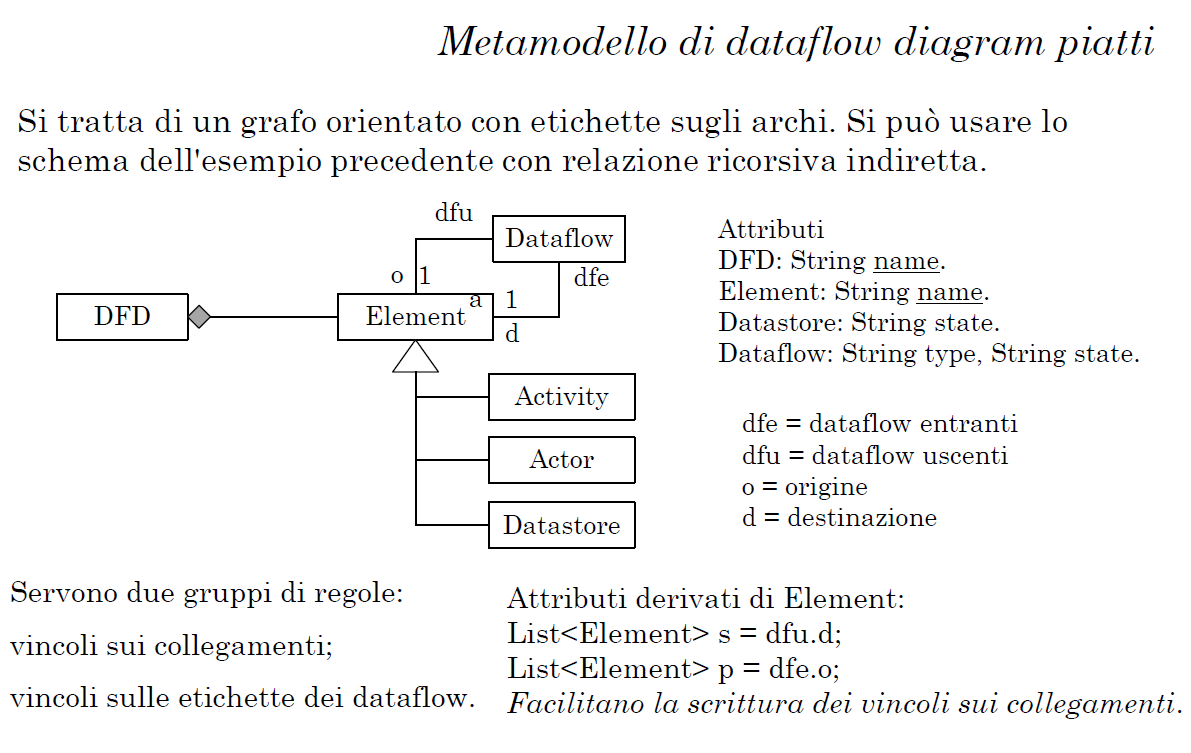 Metamodello di dataflow diagram piatti
Si tratta di un grafo orientato con etichette sugli archi. Si può usare lo
schema dell'esempio precedente con relazione ricorsiva indiretta.
dfu
Dataflow
o 1
dfe
DFD
Element
a
1
d
Activity
Actor
Datastore
Attributi
DFD: String name.
Element: String name.
Datastore: String state.
Dataflow: String type, String state.
dfe = dataflow entranti
dfu = dataflow uscenti
o = origine
d = destinazione
Servono due gruppi di regole:
vincoli sui collegamenti;
vincoli sulle etichette dei dataflow.
Attributi derivati di Element:
List<Element> s = dfu.d;
List<Element> p = dfe.o;
Facilitano la scrittura dei vincoli sui collegamenti.